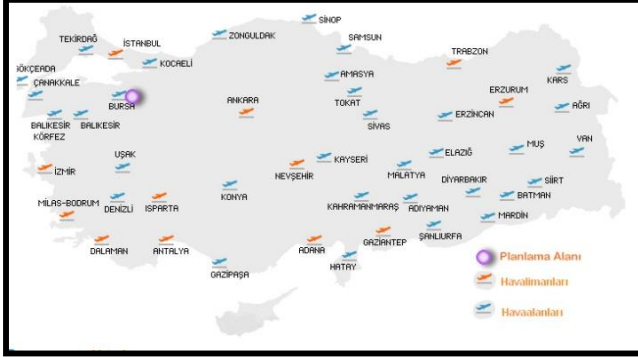 SİNOP
TEKİRDAĞ
İSTANBUL
ZONGULDAK
SAMSUN
KOCAELİ
TRABZON
GÖKÇEADA
ÇANAKKALE
AMASYA
KARS
BURSA
ANKARA
TOKAT
ERZURUM
AĞRI
BALIKESİR
KÖRFEZ
BALIKESİR
SİVAS
ERZİNCAN
UŞAK
KAYSERİ
ELAZIĞ
MUŞ
VAN
İZMİR
NEVŞEHİR
MALATYA
DİYARBAKIR
SİİRT
KONYA
BATMAN
MİLAS-BODRUM
DENİZLİ
ISPARTA
KAHRAMANMARAŞ
ADIYAMAN
MARDİN
ŞANLIURFA
DALAMAN
ANTALYA
ADANA
GAZİANTEP
GAZİPAŞA
HATAY
Planlama Alanı
Havalimanları
Havaalanları